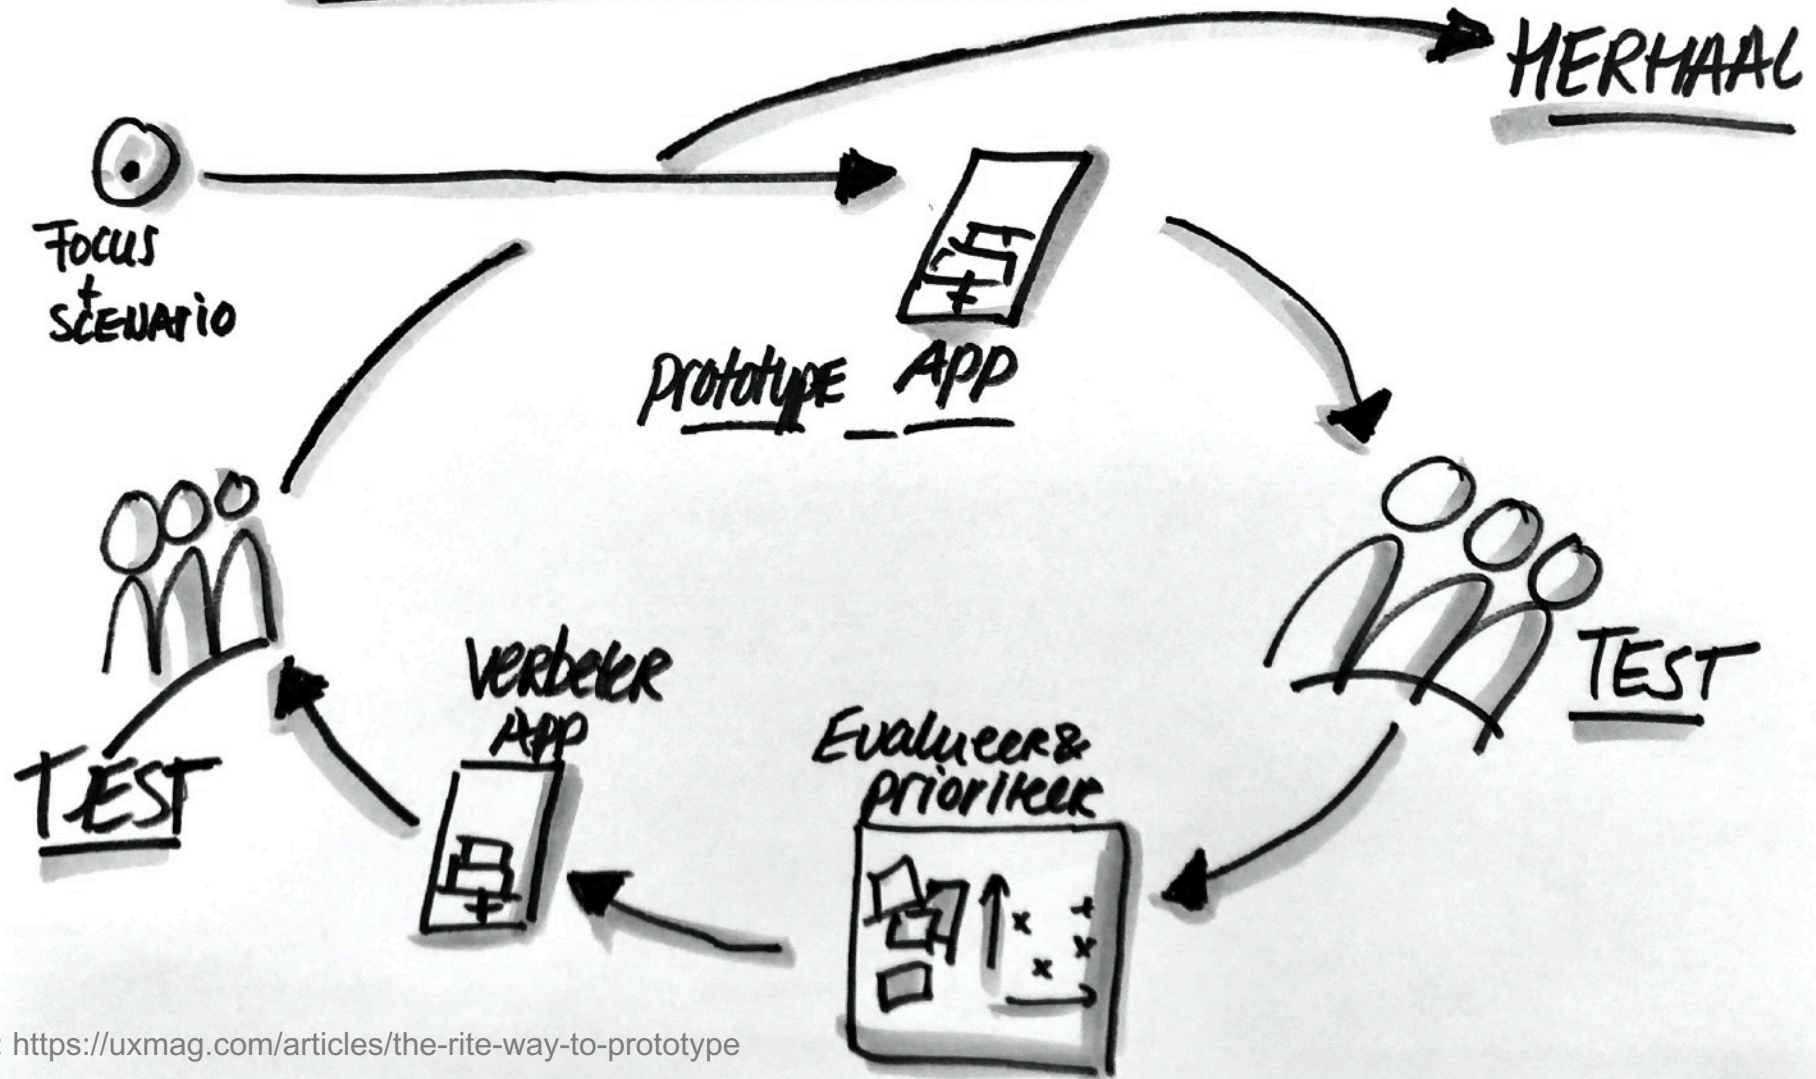 HERHAAL
FOCUS
+
SCENARIO
prototype APP
TEST
Evalueer &
prioriteer
verbeter
APP
TEST
: https://uxmag.com/articles/the-rite-way-to-prototype